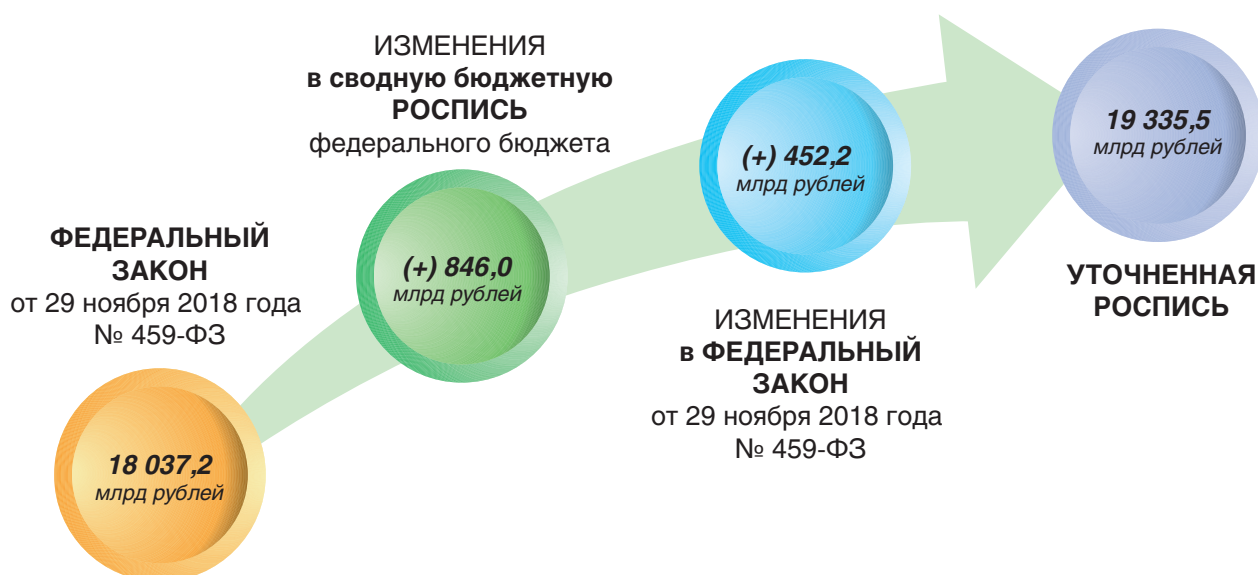 ФЕДЕРАЛЬНЫЙ
ЗАКОН
от 29 ноября 2018 года
№ 459-ФЗ
18 037,2
млрд рублей
ИЗМЕНЕНИЯ
в сводную бюджетную
РОСПИСЬ
федерального бюджета
(+) 846,0
млрд рублей
(+) 452,2
млрд рублей
ИЗМЕНЕНИЯ
в ФЕДЕРАЛЬНЫЙ
ЗАКОН
от 29 ноября 2018 года
№ 459-ФЗ
19 335,5
млрд рублей
УТОЧНЕННАЯ
РОСПИСЬ